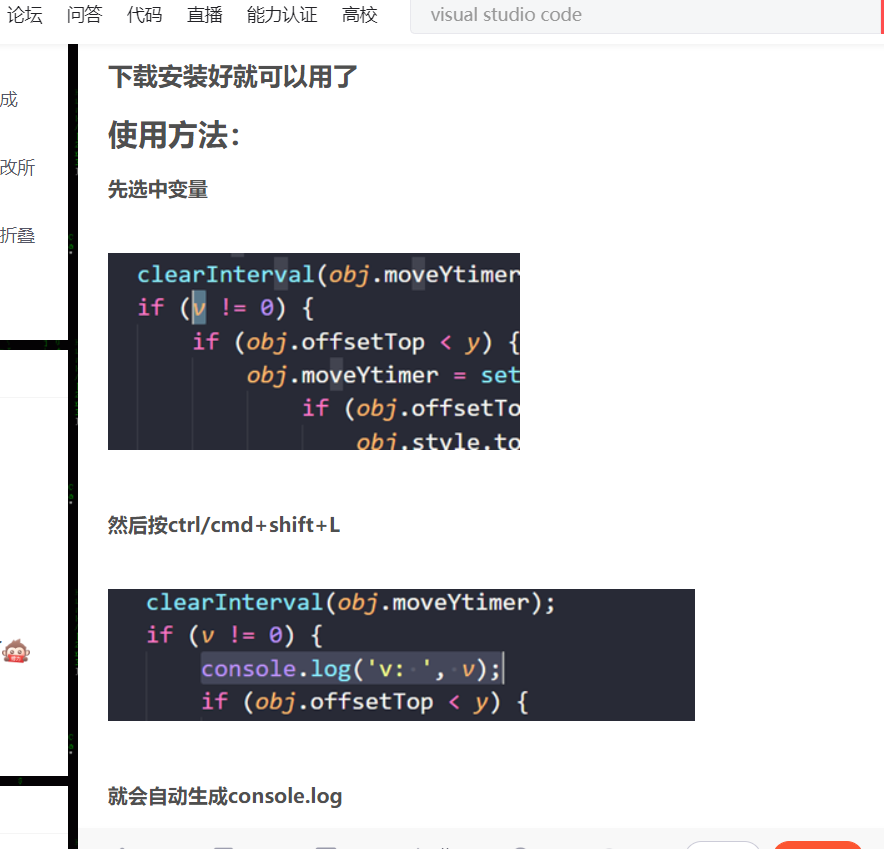 论坛 问答 代码 直播 能力认证 高校 visual studio code
下载安装好就可以用了
成
使用方法：
改所
先选中变量
折叠
clearInterval(obj.moveYtimer
if (v != 0) {
if (obj.offsetTop < y) {
obj.moveYtimer = set
if (obj.offsetTo
obj.style.to
然后按ctrl/cmd+shift+L
clearInterval(obj.moveYtimer);
if (v != 0) {
console.log('v: ', v);
if (obj.offsetTop < y) {
就会自动生成console.log